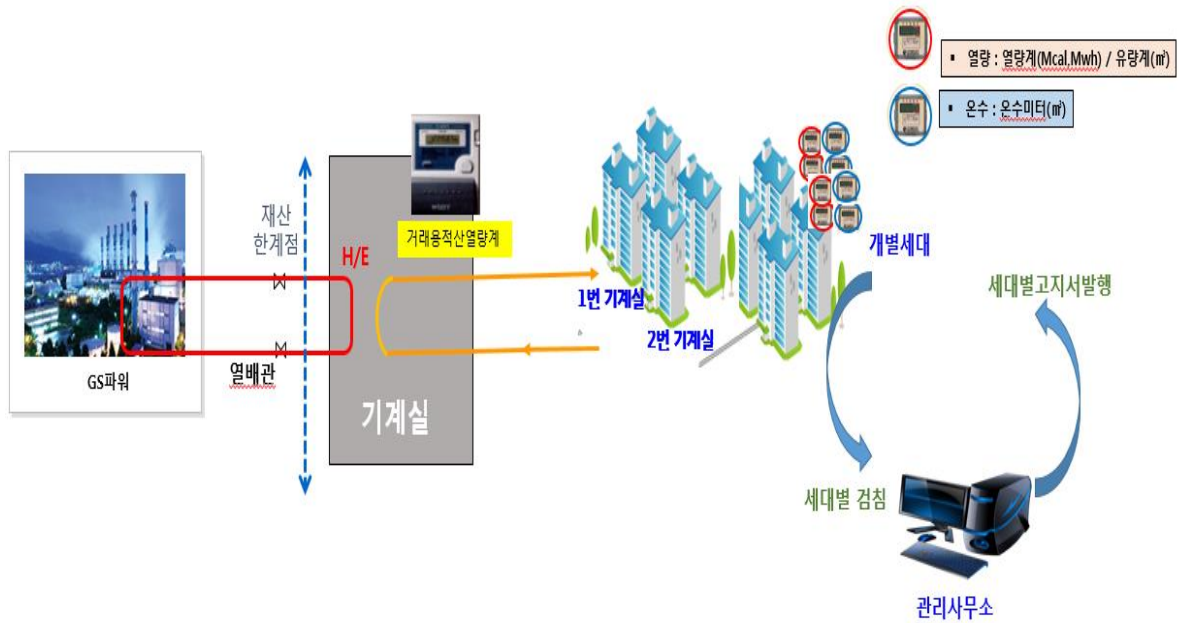 ▪ 열량 : 열량계(Mcal,Mwh) / 유량계(㎥)
▪ 온수 : 온수미터(㎥)
재산
한계점
H/E
거래용적산열량계
GS파워
열배관
기계실
1번 기계실
2번 기계실
개별세대
세대별고지서발행
세대별 검침
관리사무소